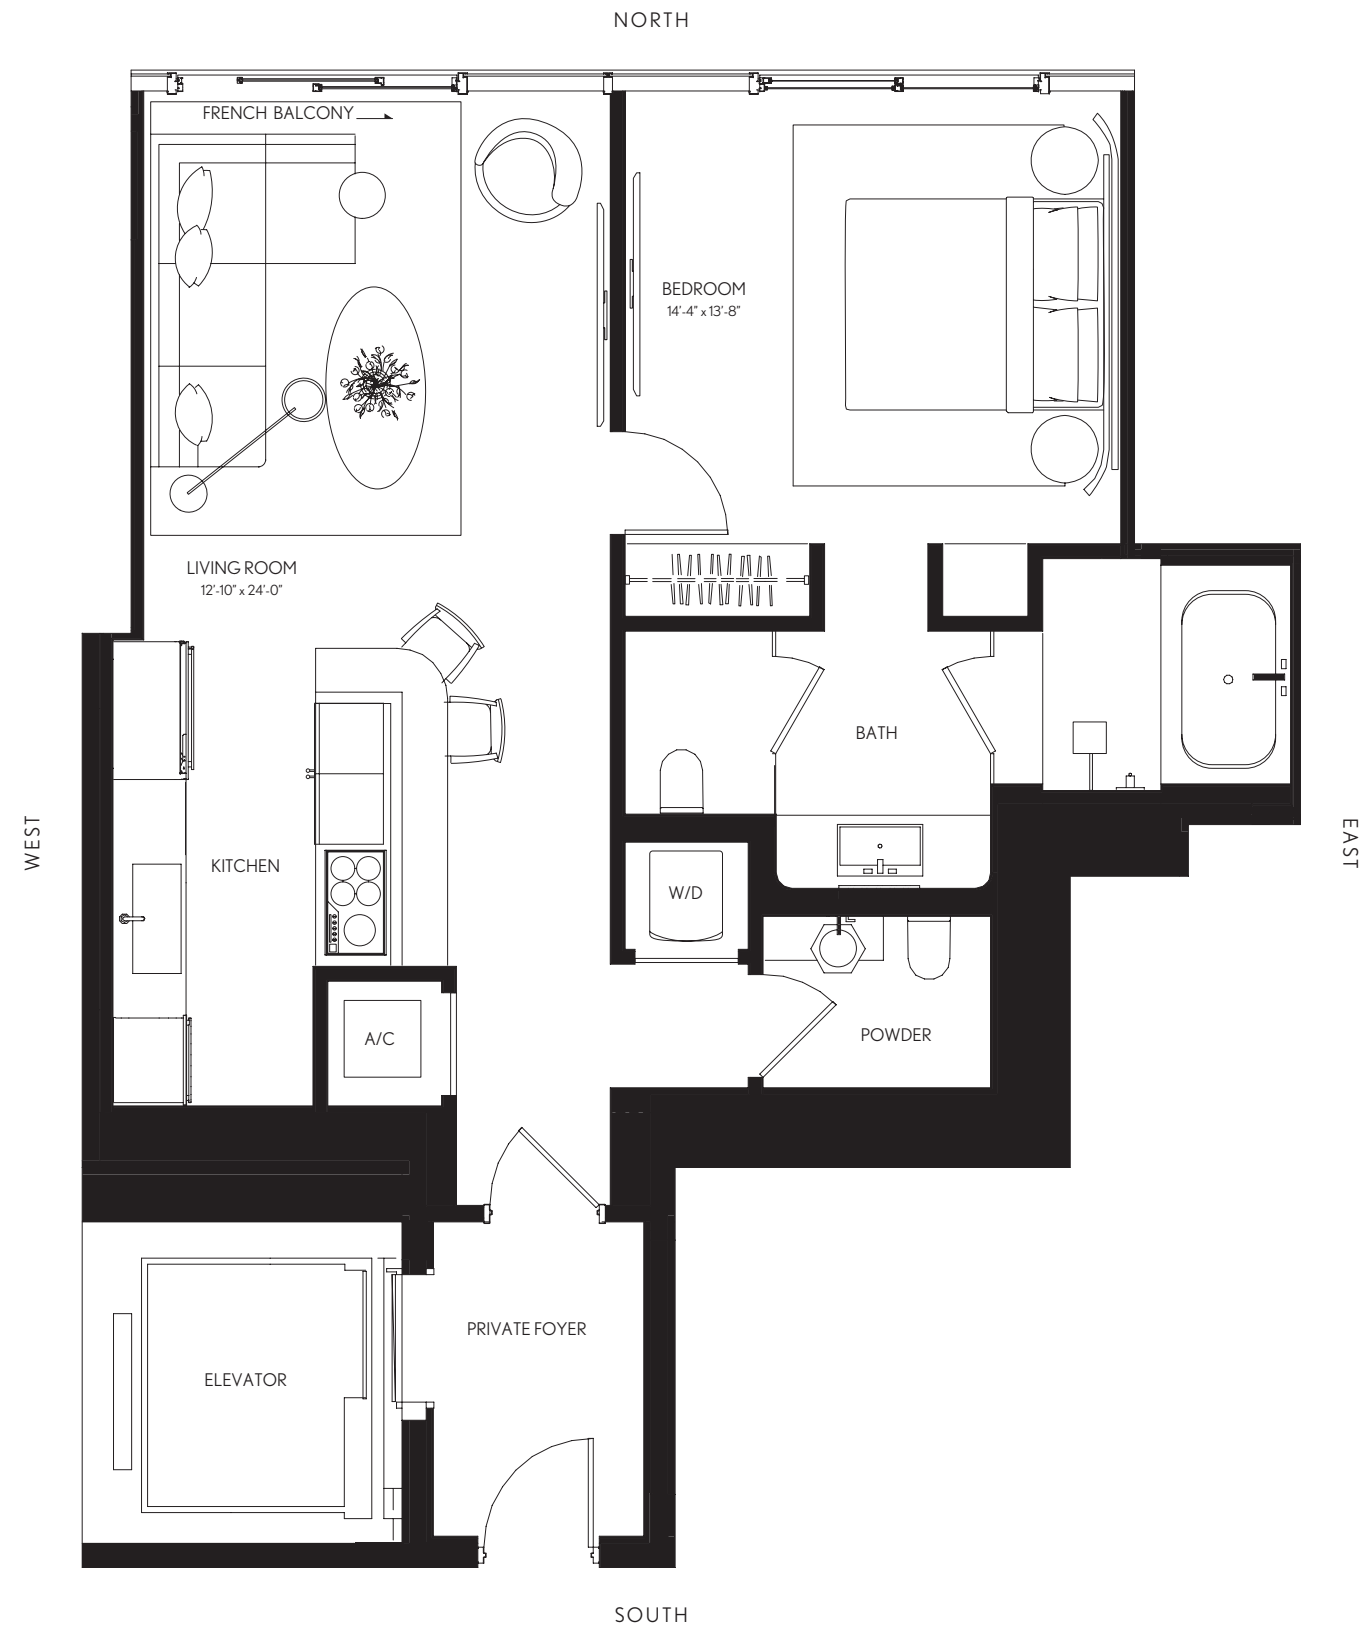 NORTH
FRENCH BALCONY
BEDROOM
14'-4" x 13'-8"
LIVING ROOM
12'-10" x 24'-0"
BATH
WEST
KITCHEN
EAST
W/D
A/C
POWDER
PRIVATE FOYER
ELEVATOR
SOUTH